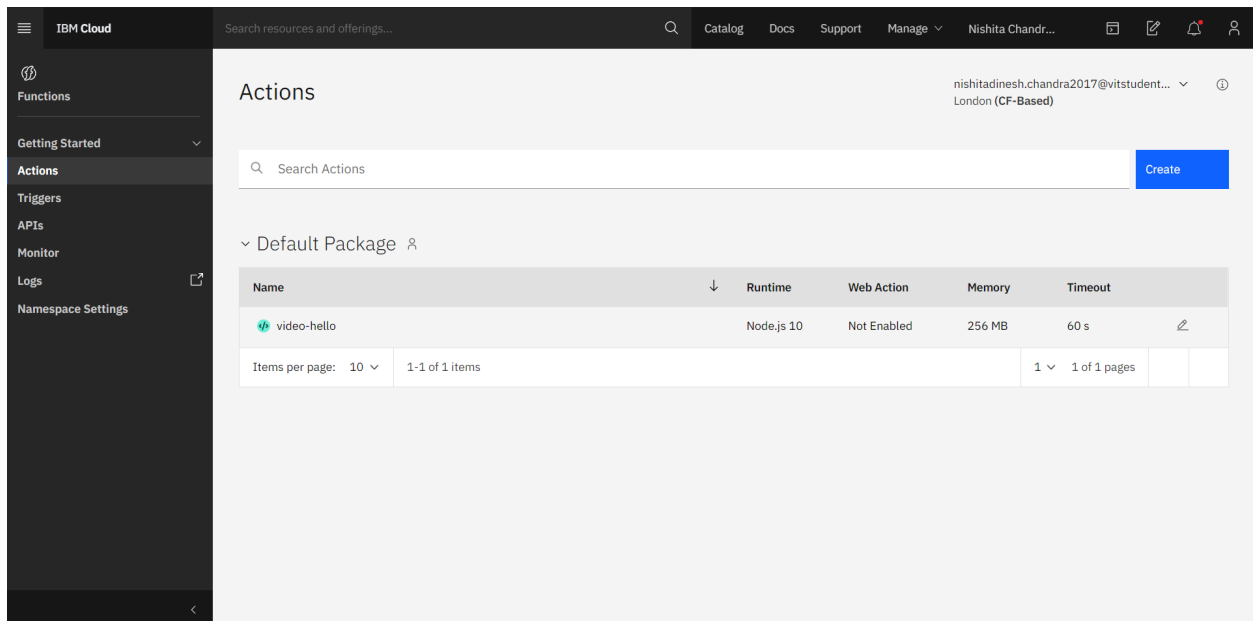 IBM Cloud
Search resources and offerings...
Catalog
Docs
Support
Manage
Nishita Chandr...
Functions
Getting Started
Actions
Triggers
APIs
Monitor
Logs
Namespace Settings
Actions
nishitadinesh.chandra2017@vitstudent...
London (CF-Based)
Search Actions
Create
Default Package
Name Runtime Web Action Memory Timeout
video-hello Node.js 10 Not Enabled 256 MB 60 s
Items per page: 10 1-1 of 1 items 1 1 of 1 pages